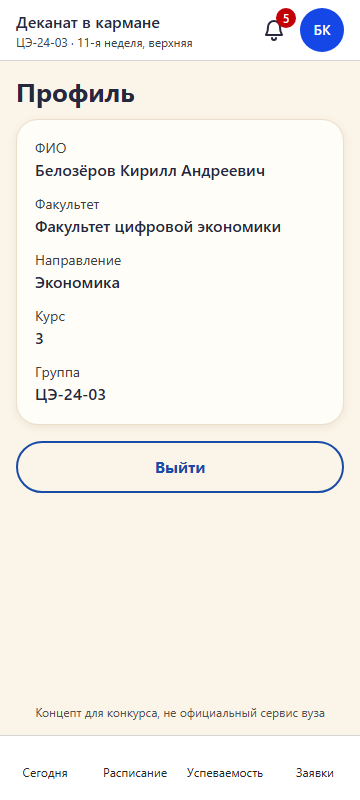 Деканат в кармане
ЦЭ-24-03 · 11-я неделя, верхняя
5
БК
Профиль
ФИО
Белозёров Кирилл Андреевич
Факультет
Факультет цифровой экономики
Направление
Экономика
Курс
3
Группа
ЦЭ-24-03
Выйти
Концепт для конкурса, не официальный сервис вуза
Сегодня Расписание Успеваемость Заявки